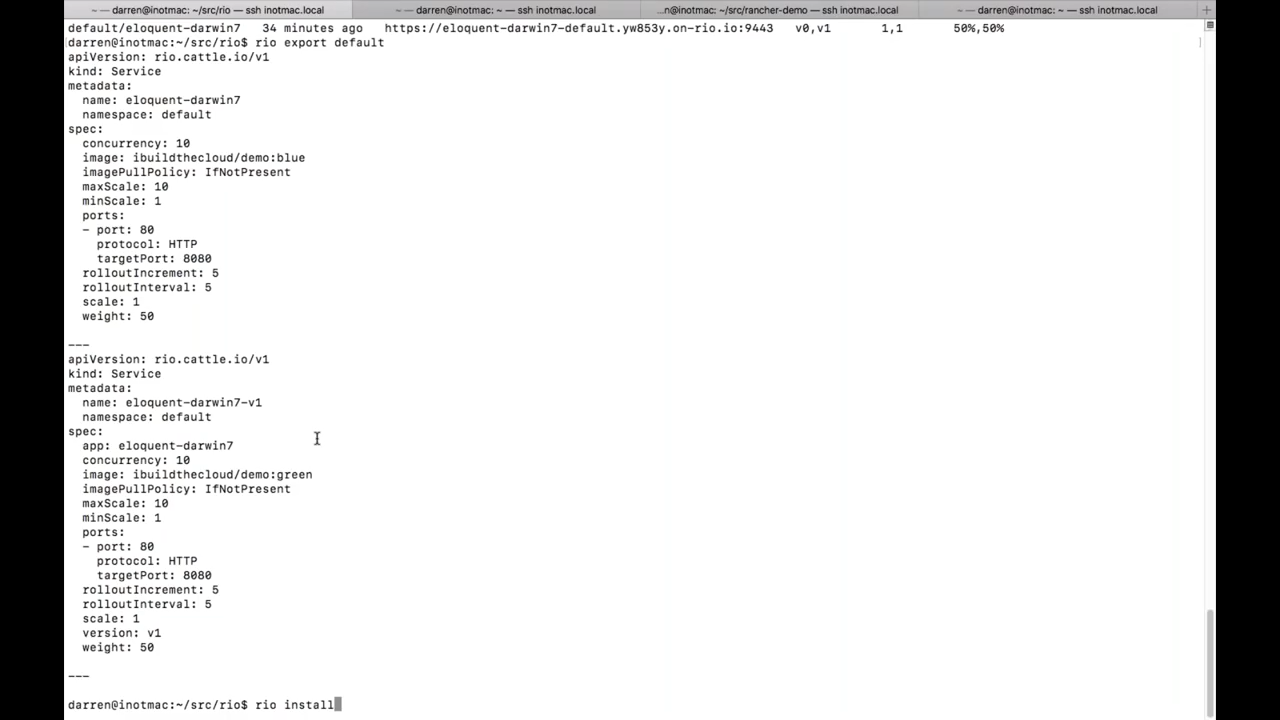 ~ — darren@inotmac: ~/src/rio — ssh inotmac.local
~ — darren@inotmac: ~ — ssh inotmac.local
...n@inotmac: ~/src/rancher-demo — ssh inotmac.local
~ — darren@inotmac: ~ — ssh inotmac.local
+
default/eloquent-darwin7   34 minutes ago   https://eloquent-darwin7-default.yw853y.on-rio.io:9443   v0,v1       1,1       50%,50%
[darren@inotmac:~/src/rio$ rio export default ]
apiVersion: rio.cattle.io/v1
kind: Service
metadata:
  name: eloquent-darwin7
  namespace: default
spec:
  concurrency: 10
  image: ibuildthecloud/demo:blue
  imagePullPolicy: IfNotPresent
  maxScale: 10
  minScale: 1
  ports:
  - port: 80
    protocol: HTTP
    targetPort: 8080
  rolloutIncrement: 5
  rolloutInterval: 5
  scale: 1
  weight: 50
---
apiVersion: rio.cattle.io/v1
kind: Service
metadata:
  name: eloquent-darwin7-v1
  namespace: default
spec:
  app: eloquent-darwin7
  concurrency: 10
  image: ibuildthecloud/demo:green
  imagePullPolicy: IfNotPresent
  maxScale: 10
  minScale: 1
  ports:
  - port: 80
    protocol: HTTP
    targetPort: 8080
  rolloutIncrement: 5
  rolloutInterval: 5
  scale: 1
  version: v1
  weight: 50
---
darren@inotmac:~/src/rio$ rio install